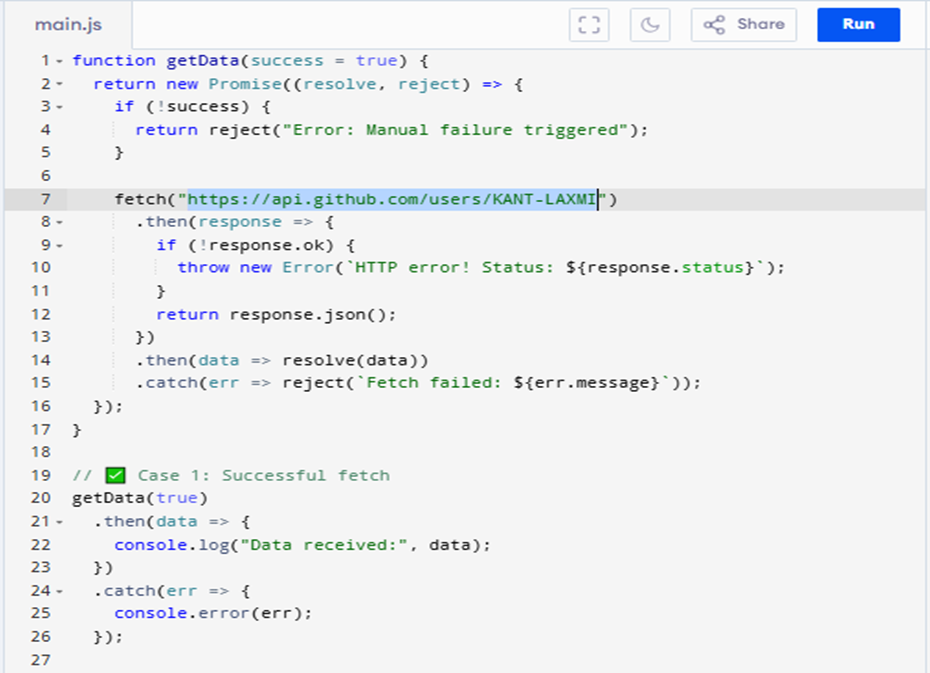 main.js Share Run
1 function getData(success = true) {
2 return new Promise((resolve, reject) => {
3 if (!success) {
4 return reject("Error: Manual failure triggered");
5 }
6
7 fetch("https://api.github.com/users/KANT-LAXMI")
8 .then(response => {
9 if (!response.ok) {
10 throw new Error(`HTTP error! Status: ${response.status}`);
11 }
12 return response.json();
13 })
14 .then(data => resolve(data))
15 .catch(err => reject(`Fetch failed: ${err.message}`));
16 });
17 }
18
19 // ✅ Case 1: Successful fetch
20 getData(true)
21 .then(data => {
22 console.log("Data received:", data);
23 })
24 .catch(err => {
25 console.error(err);
26 });
27